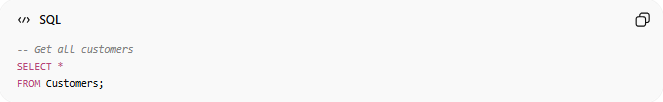 SQL
-- Get all customers
SELECT *
FROM Customers;